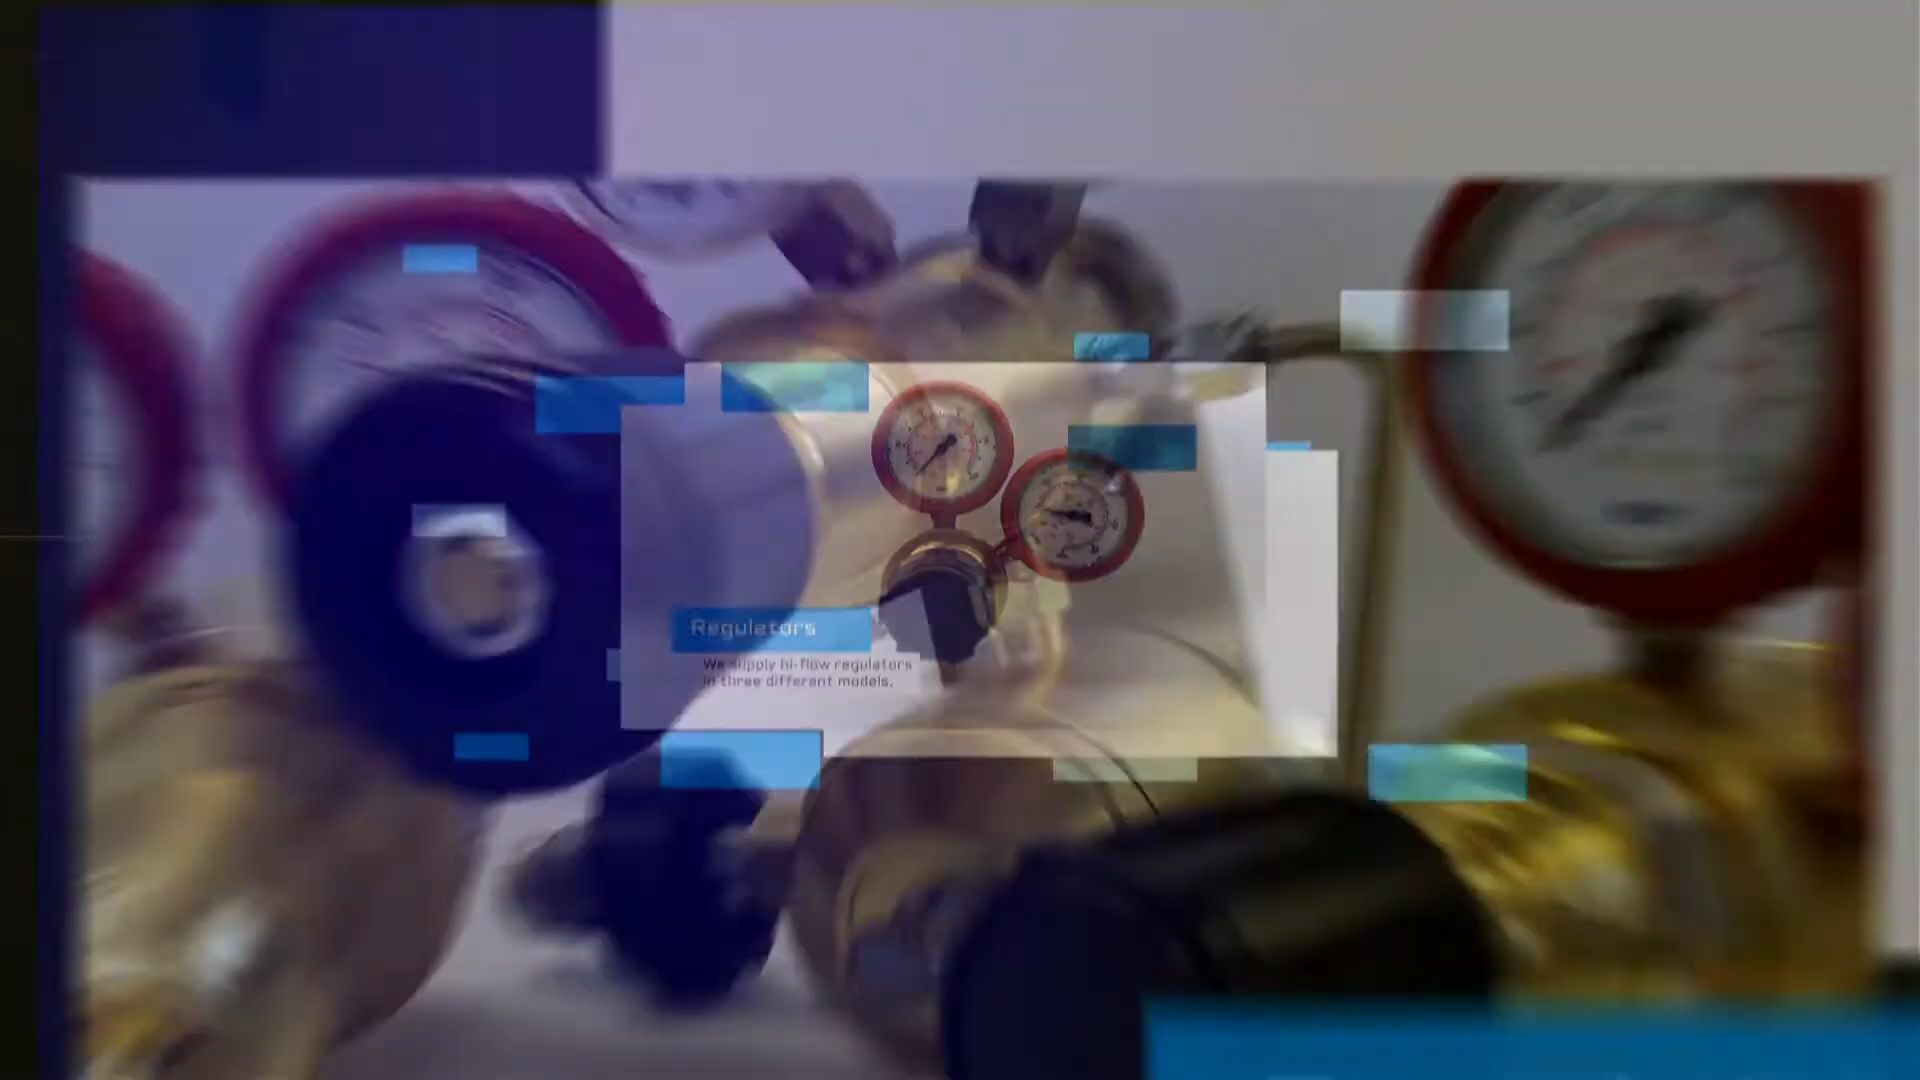 Regulators
We supply hi-flow regulators
in three different models.